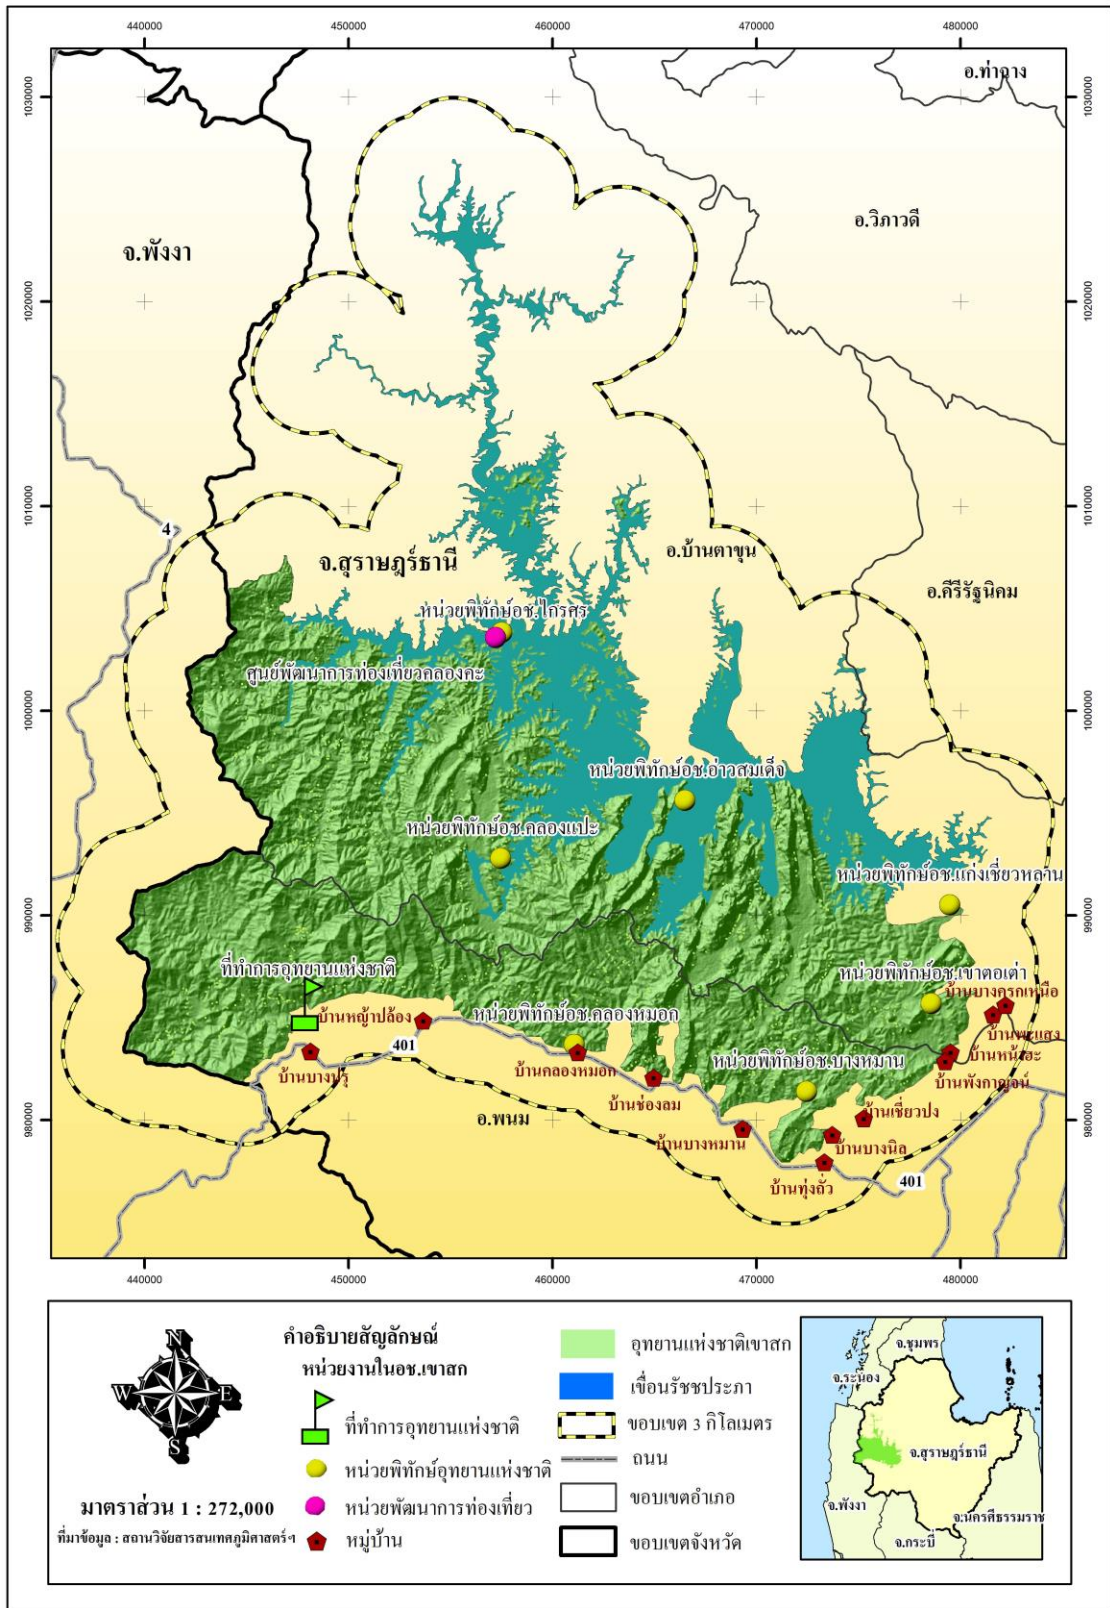 440000 450000 460000 470000 480000
1030000
1020000
1010000
1000000
990000
980000
1030000
1020000
1010000
1000000
990000
980000
อ.ท่าฉาง
อ.วิภาวดี
จ.พังงา
4
อ.บ้านตาขุน
จ.สุราษฎร์ธานี
อ.คีรีรัฐนิคม
หน่วยพิทักษ์อช.ไกรศร
ศูนย์พัฒนาการท่องเที่ยวคลองคะ
หน่วยพิทักษ์อช.อ่าวสมเด็จ
หน่วยพิทักษ์อช.คลองแปะ
หน่วยพิทักษ์อช.แก่งเชี่ยวหลาน
ที่ทำการอุทยานแห่งชาติ
หน่วยพิทักษ์อช.เขาตอเต่า
บ้านบางครกเหนือ
บ้านหญ้าปล้อง
หน่วยพิทักษ์อช.คลองหมอก
บ้านพะแสง
401
บ้านหน้าเขะ
บ้านบางปรุ
บ้านคลองหมอก
หน่วยพิทักษ์อช.บางหมาน
บ้านพังกาญจน์
บ้านช่องลม
บ้านเชี่ยวปง
อ.พนม
บ้านบางหมาน
บ้านบางนิล
บ้านทุ่งถั่ว
401
440000 450000 460000 470000 480000
N
W E
S
มาตราส่วน 1 : 272,000
ที่มาข้อมูล : สถานวิจัยสารสนเทศภูมิศาสตร์ฯ
คำอธิบายสัญลักษณ์
หน่วยงานในอช.เขาสก
ที่ทำการอุทยานแห่งชาติ
หน่วยพิทักษ์อุทยานแห่งชาติ
หน่วยพัฒนาการท่องเที่ยว
หมู่บ้าน
อุทยานแห่งชาติเขาสก
เขื่อนรัชชประภา
ขอบเขต 3 กิโลเมตร
ถนน
ขอบเขตอำเภอ
ขอบเขตจังหวัด
จ.ชุมพร
จ.ระนอง
จ.สุราษฎร์ธานี
จ.พังงา
จ.นครศรีธรรมราช
จ.กระบี่